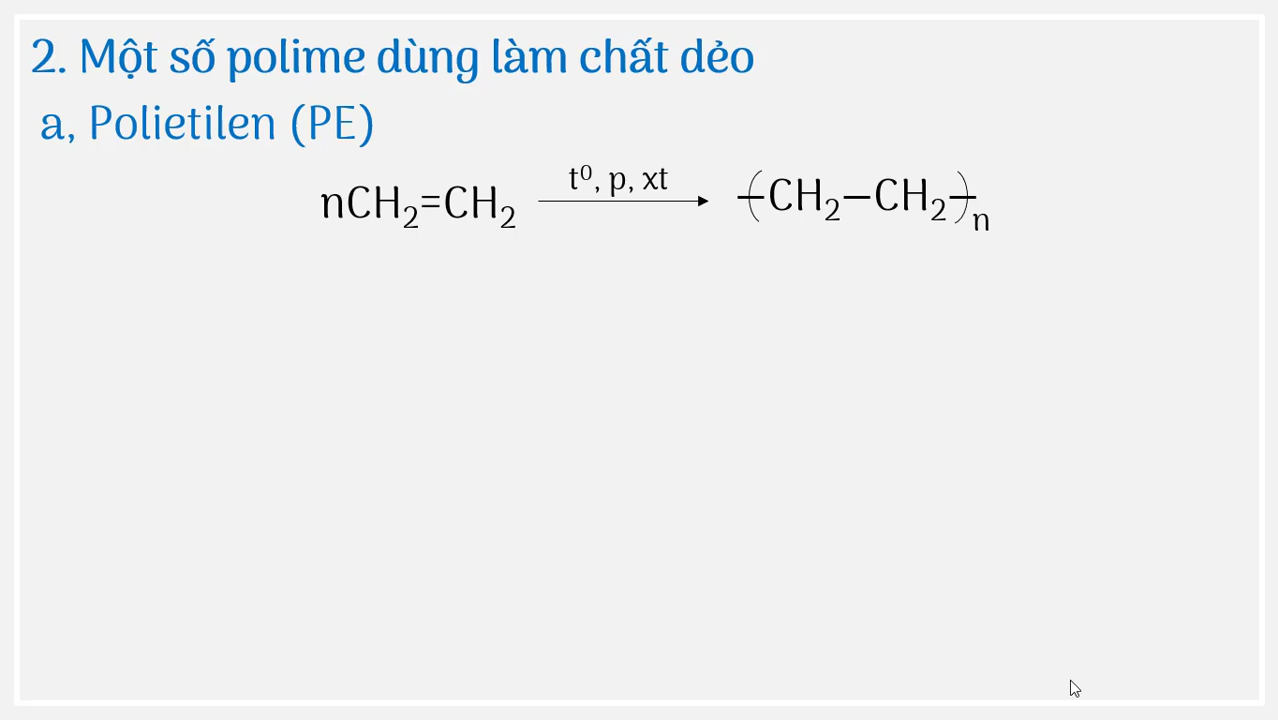 2. Một số polime dùng làm chất dẻo
a, Polietilen (PE)
nCH₂=CH₂ t⁰, p, xt → (CH₂–CH₂)n